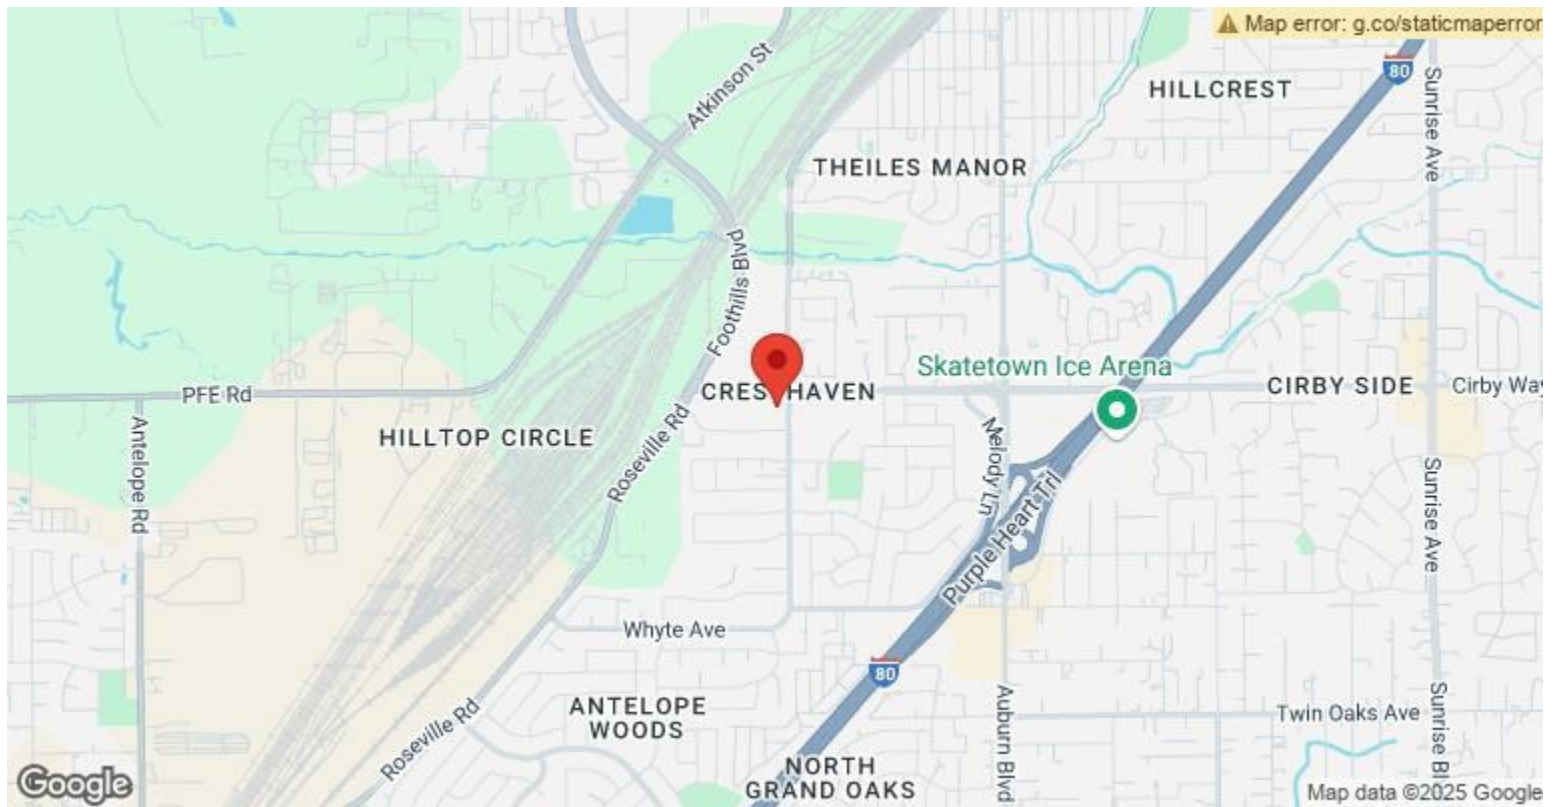 Map error: g.co/staticmaperror
Atkinson St
80
HILLCREST
Sunrise Ave
THEILES MANOR
Foothills Blvd
Skatetown Ice Arena
PFE Rd
CREST HAVEN
CIRBY SIDE
Cirby Way
HILLTOP CIRCLE
Antelope Rd
Roseville Rd
Melody Ln
Purple Heart Trl
Sunrise Ave
Whyte Ave
80
ANTELOPE
WOODS
Auburn Blvd
Twin Oaks Ave
Sunrise Blv
Roseville Rd
NORTH
GRAND OAKS
Google
Map data ©2025 Google